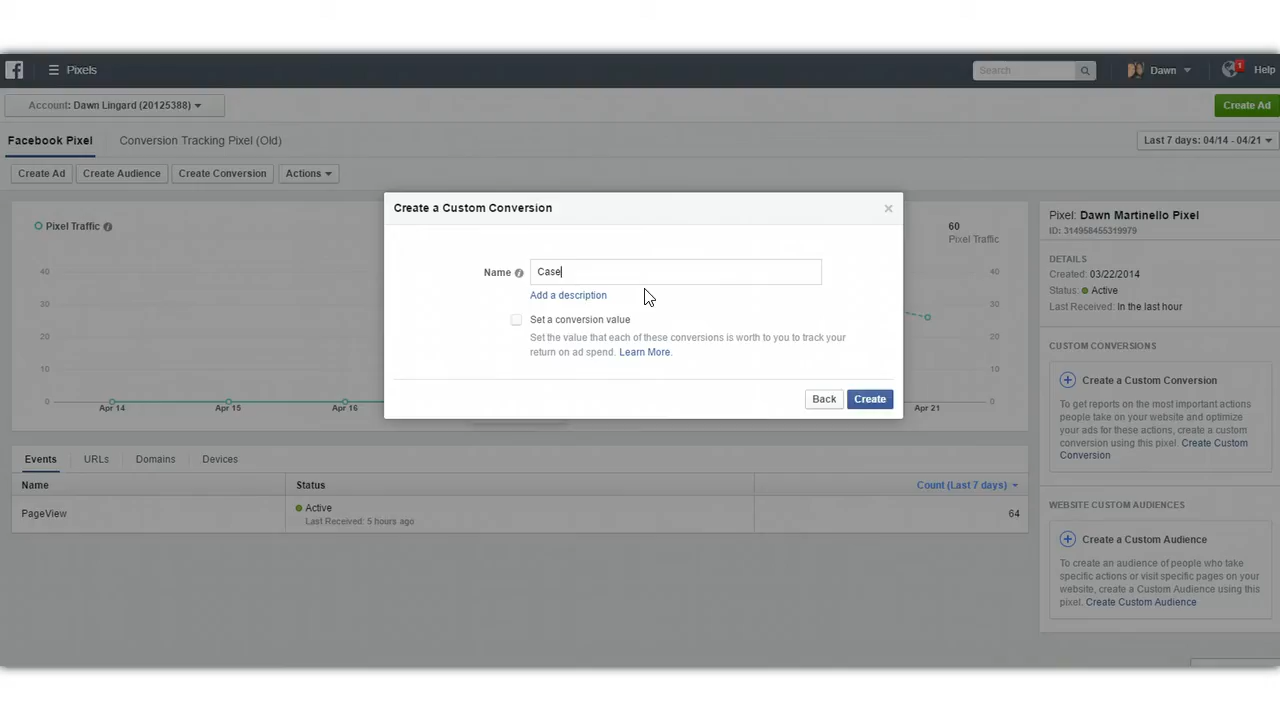 Pixels
Search
Dawn
1
Help
Account: Dawn Lingard (20125388)
Create Ad
Facebook Pixel
Conversion Tracking Pixel (Old)
Last 7 days: 04/14 - 04/21
Create Ad
Create Audience
Create Conversion
Actions
Pixel Traffic
60
Pixel Traffic
40
30
20
10
0
40
30
20
10
0
Apr 14
Apr 15
Apr 16
Apr 21
Create a Custom Conversion
Name
Case
Add a description
Set a conversion value
Set the value that each of these conversions is worth to you to track your
return on ad spend. Learn More.
Back
Create
Pixel: Dawn Martinello Pixel
ID: 314958455319979
DETAILS
Created: 03/22/2014
Status: Active
Last Received: In the last hour
CUSTOM CONVERSIONS
Create a Custom Conversion
To get reports on the most important actions
people take on your website and optimize
your ads for these actions, create a custom
conversion using this pixel. Create Custom
Conversion
WEBSITE CUSTOM AUDIENCES
Create a Custom Audience
To create an audience of people who take
specific actions or visit specific pages on your
website, create a Custom Audience using this
pixel. Create Custom Audience
Events
URLs
Domains
Devices
Name
Status
Count (Last 7 days)
PageView
Active
Last Received: 5 hours ago
64